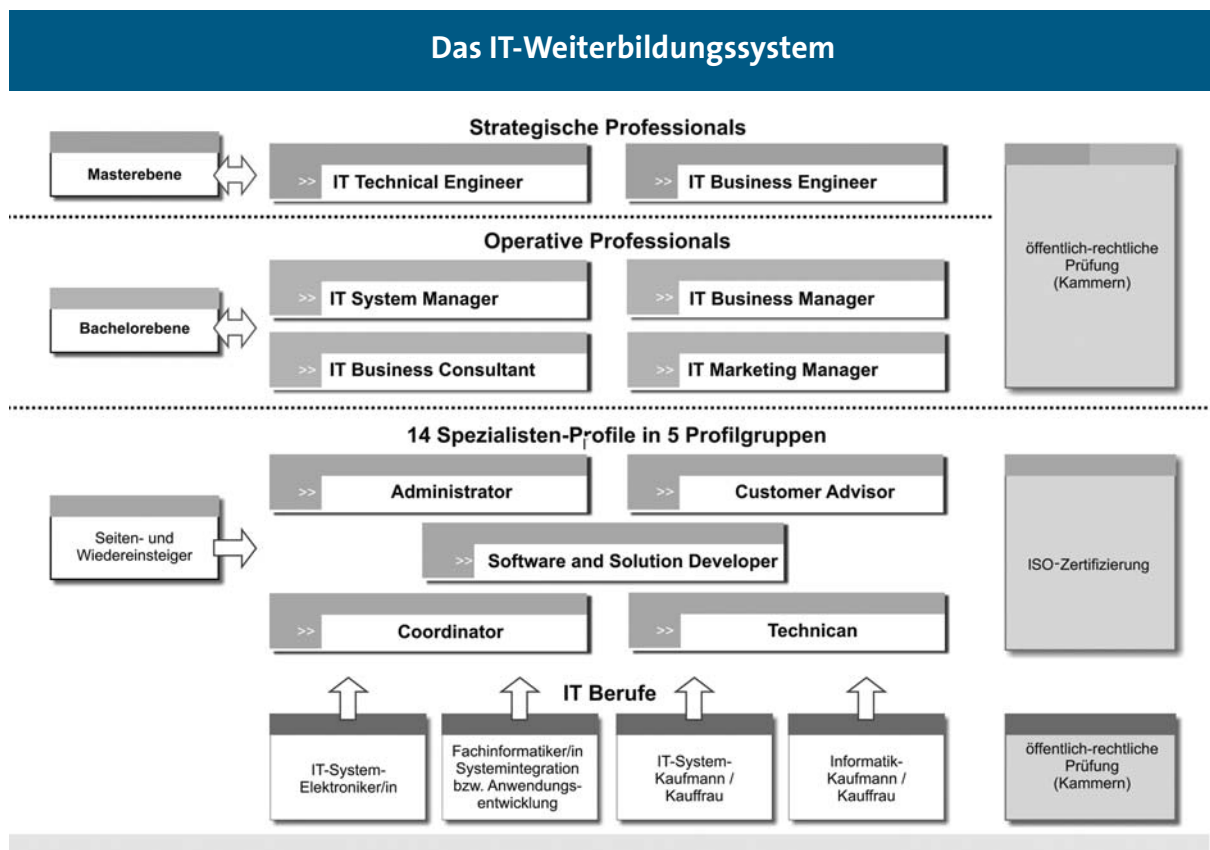 Das IT-Weiterbildungssystem
Strategische Professionals
Masterebene
>> IT Technical Engineer
>> IT Business Engineer
öffentlich-rechtliche
Prüfung
(Kammern)
Operative Professionals
Bachelorebene
>> IT System Manager
>> IT Business Manager
>> IT Business Consultant
>> IT Marketing Manager
14 Spezialisten-Profile in 5 Profilgruppen
Seiten- und
Wiedereinsteiger
>> Administrator
>> Customer Advisor
>> Software and Solution Developer
>> Coordinator
>> Technican
ISO-Zertifizierung
IT Berufe
IT-System-
Elektroniker/in
Fachinformatiker/in
Systemintegration
bzw. Anwendungs-
entwicklung
IT-System-
Kaufmann /
Kauffrau
Informatik-
Kaufmann /
Kauffrau
öffentlich-rechtliche
Prüfung
(Kammern)